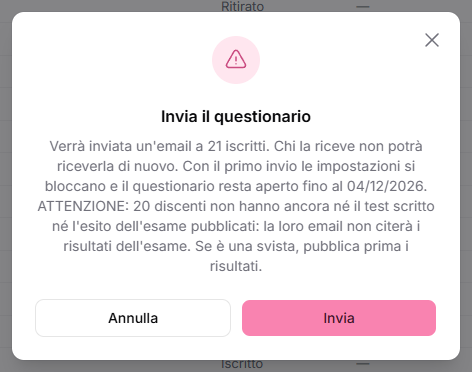 Ritirato —
Invia il questionario
Verrà inviata un'email a 21 iscritti. Chi la riceve non potrà
riceverla di nuovo. Con il primo invio le impostazioni si
bloccano e il questionario resta aperto fino al 04/12/2026.
ATTENZIONE: 20 discenti non hanno ancora né il test scritto
né l'esito dell'esame pubblicati: la loro email non citerà i
risultati dell'esame. Se è una svista, pubblica prima i
risultati.
Annulla Invia
Iscritto —